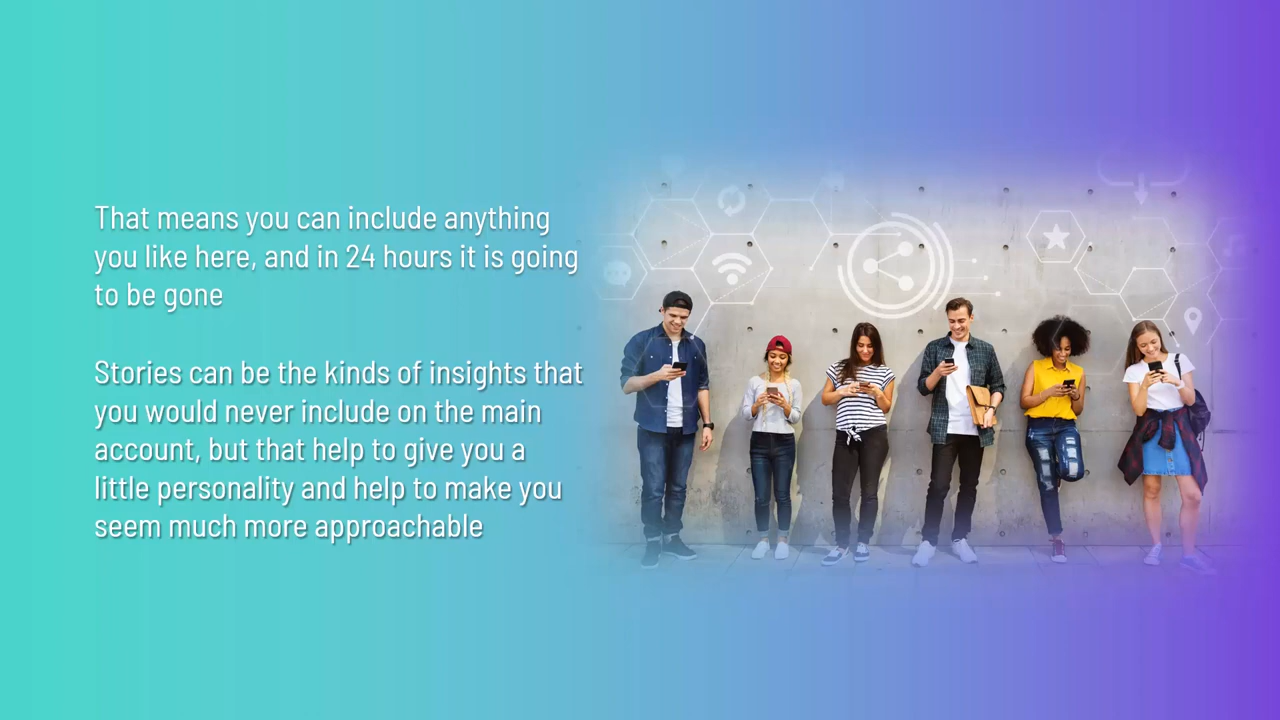 That means you can include anything
you like here, and in 24 hours it is going
to be gone
Stories can be the kinds of insights that
you would never include on the main
account, but that help to give you a
little personality and help to make you
seem much more approachable